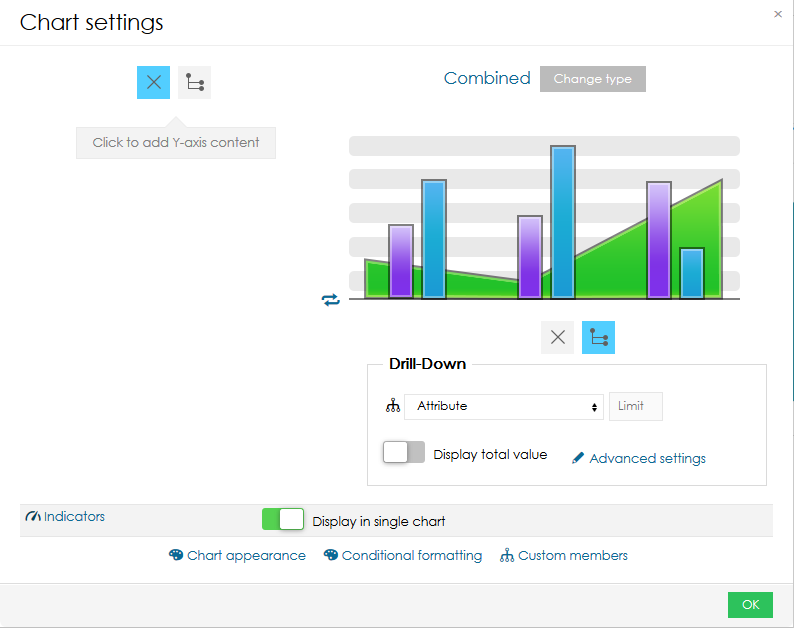 Chart settings
×
Combined
Change type
Click to add Y-axis content
Drill-Down
Attribute
Limit
Display total value
Advanced settings
Indicators
Display in single chart
Chart appearance
Conditional formatting
Custom members
OK